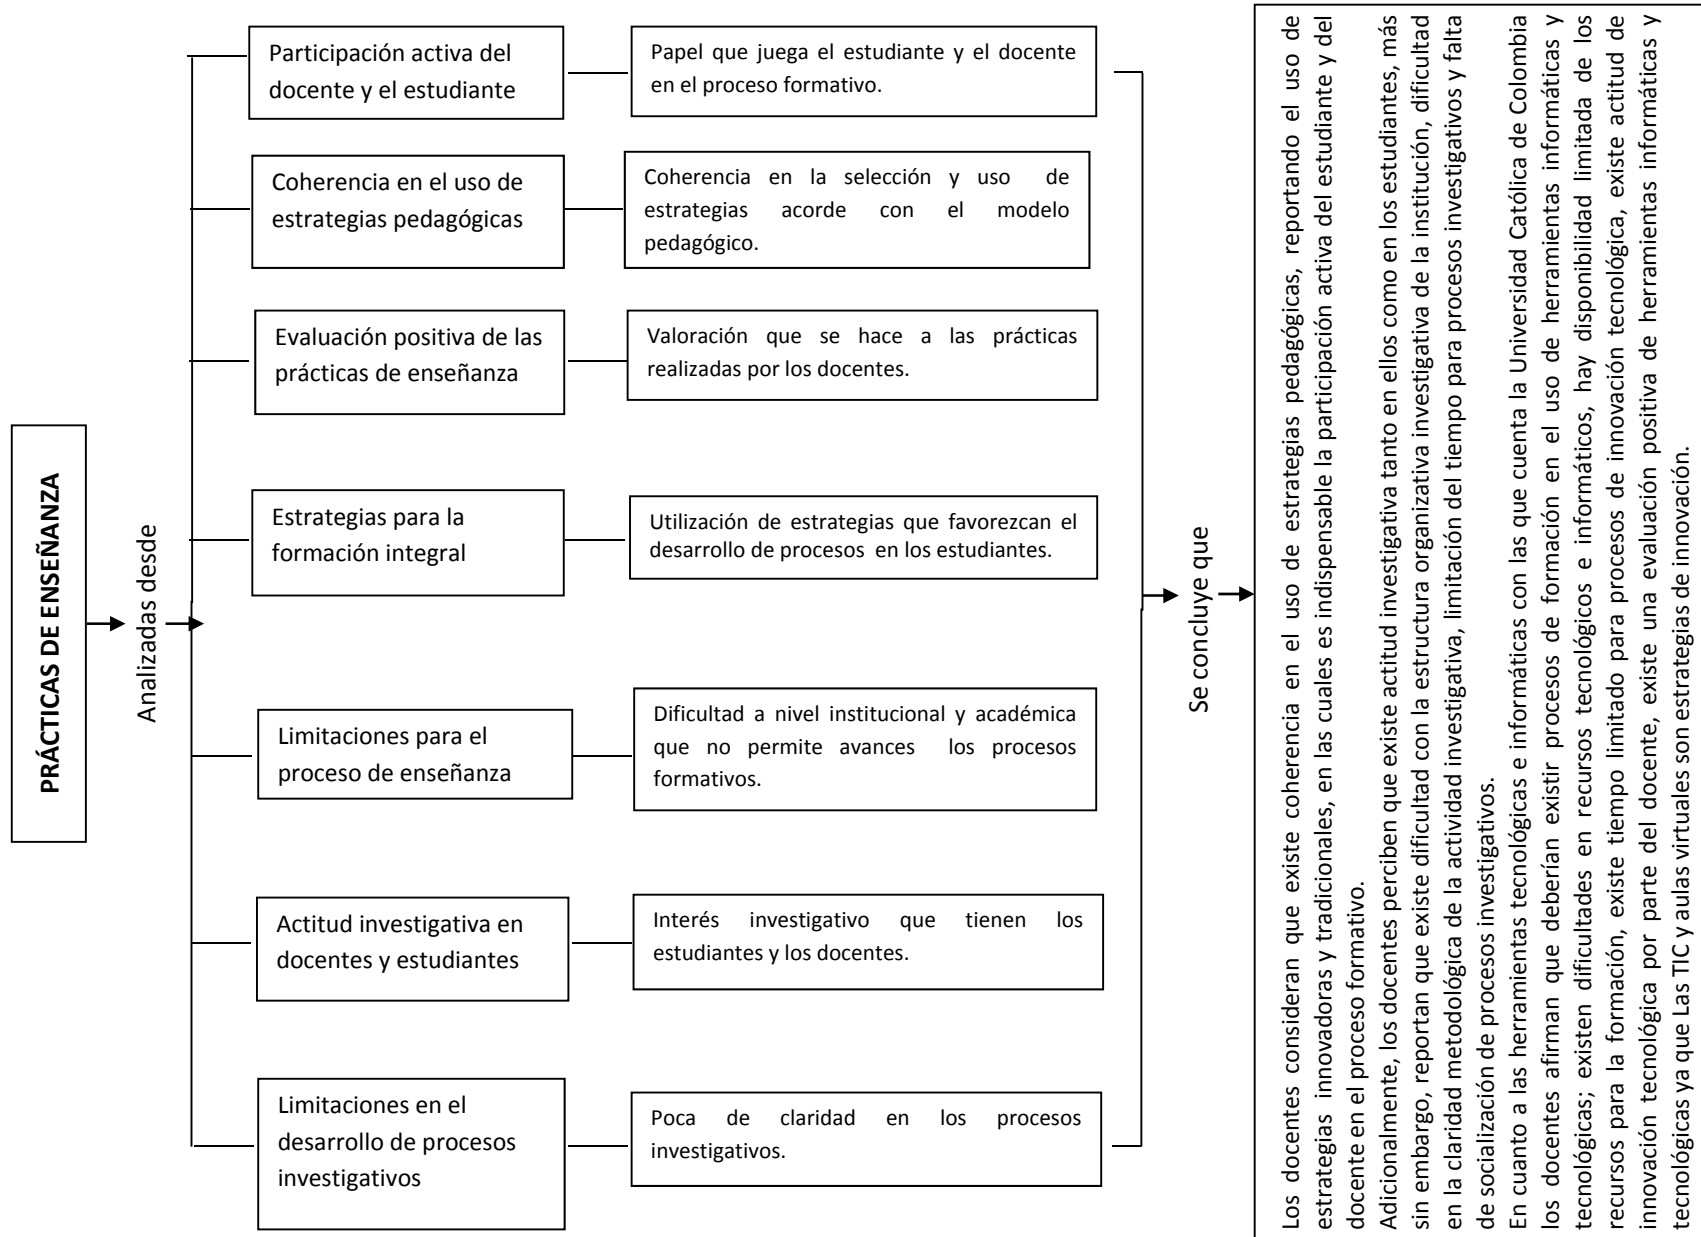 PRÁCTICAS DE ENSEÑANZA
Analizadas desde
Participación activa del
docente y el estudiante
Papel que juega el estudiante y el docente
en el proceso formativo.
Coherencia en el uso de
estrategias pedagógicas
Coherencia en la selección y uso de
estrategias acorde con el modelo
pedagógico.
Evaluación positiva de las
prácticas de enseñanza
Valoración que se hace a las prácticas
realizadas por los docentes.
Estrategias para la
formación integral
Utilización de estrategias que favorezcan el
desarrollo de procesos en los estudiantes.
Limitaciones para el
proceso de enseñanza
Dificultad a nivel institucional y académica
que no permite avances los procesos
formativos.
Actitud investigativa en
docentes y estudiantes
Interés investigativo que tienen los
estudiantes y los docentes.
Limitaciones en el
desarrollo de procesos
investigativos
Poca de claridad en los procesos
investigativos.
Se concluye que
Los docentes consideran que existe coherencia en el uso de estrategias pedagógicas, reportando el uso de
estrategias innovadoras y tradicionales, en las cuales es indispensable la participación activa del estudiante y del
docente en el proceso formativo.
Adicionalmente, los docentes perciben que existe actitud investigativa tanto en ellos como en los estudiantes, más
sin embargo, reportan que existe dificultad con la estructura organizativa investigativa de la institución, dificultad
en la claridad metodológica de la actividad investigativa, limitación del tiempo para procesos investigativos y falta
de socialización de procesos investigativos.
En cuanto a las herramientas tecnológicas e informáticas con las que cuenta la Universidad Católica de Colombia
los docentes afirman que deberían existir procesos de formación en el uso de herramientas informáticas y
tecnológicas; existen dificultades en recursos tecnológicos e informáticos, hay disponibilidad limitada de los
recursos para la formación, existe tiempo limitado para procesos de innovación tecnológica, existe actitud de
innovación tecnológica por parte del docente, existe una evaluación positiva de herramientas informáticas y
tecnológicas ya que Las TIC y aulas virtuales son estrategias de innovación.